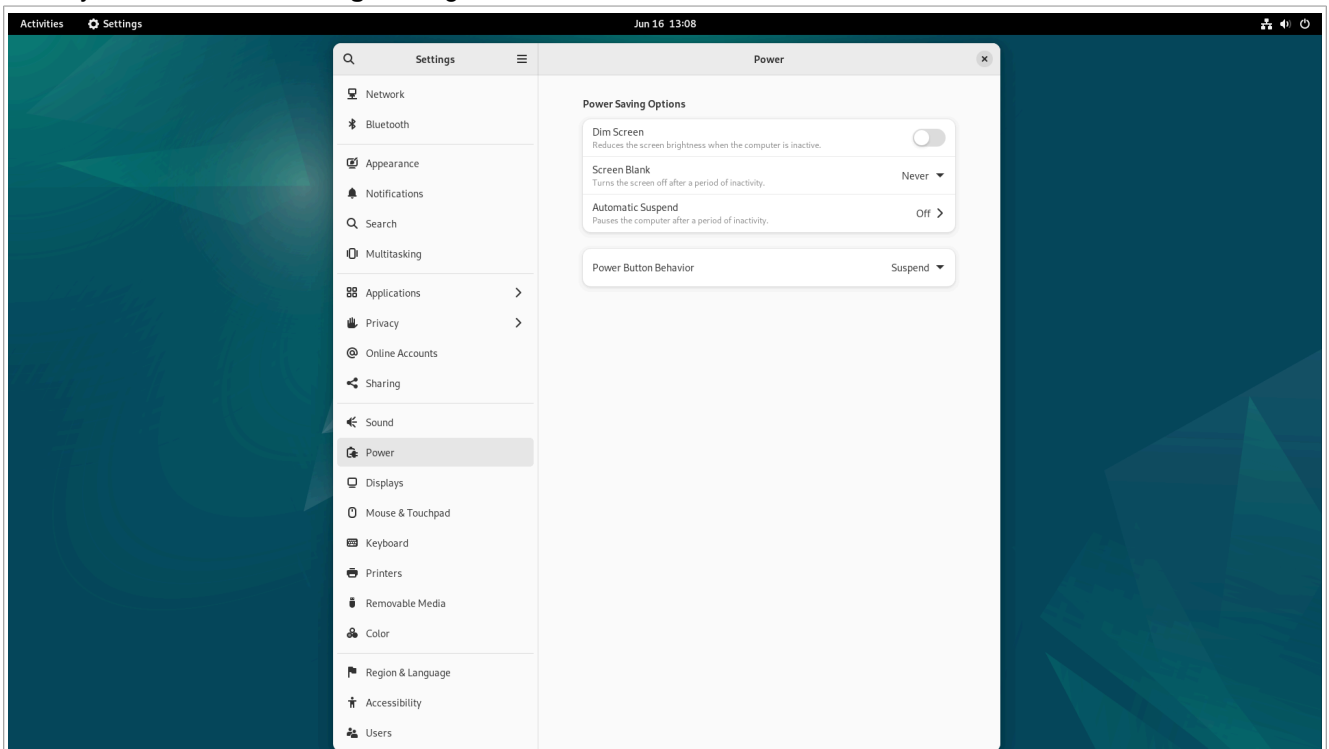 Activities Settings Jun 16 13:08
Settings
Power
Network
Bluetooth
Appearance
Notifications
Search
Multitasking
Applications
Privacy
Online Accounts
Sharing
Sound
Power
Displays
Mouse & Touchpad
Keyboard
Printers
Removable Media
Color
Region & Language
Accessibility
Users
Power Saving Options
Dim Screen
Reduces the screen brightness when the computer is inactive.
Screen Blank
Turns the screen off after a period of inactivity.
Never
Automatic Suspend
Pauses the computer after a period of inactivity.
Off
Power Button Behavior Suspend